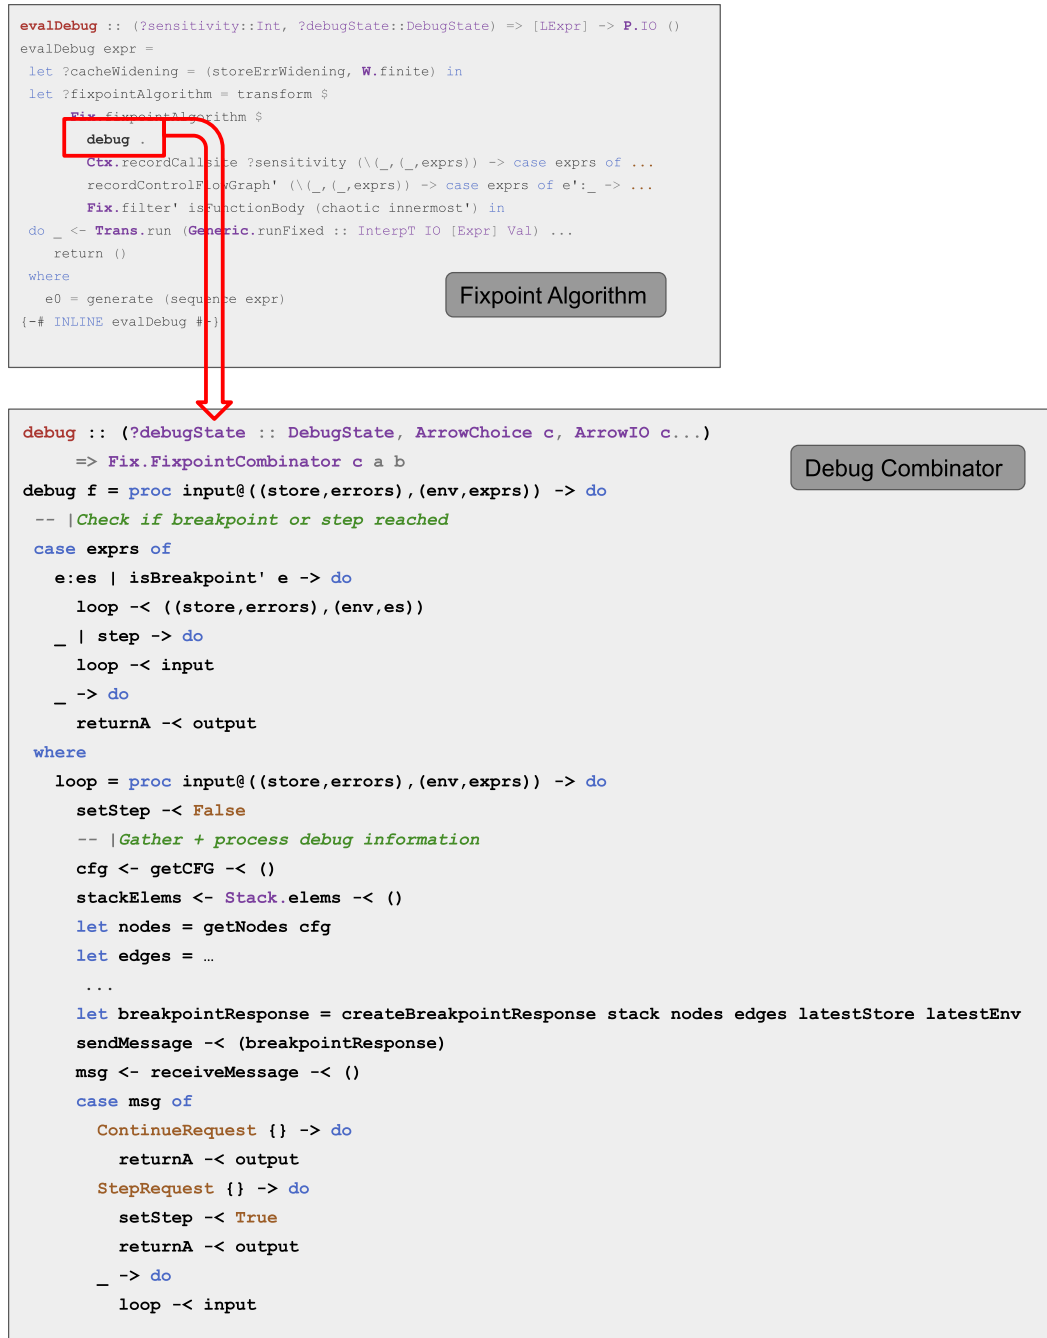 evalDebug :: (?sensitivity::Int, ?debugState::DebugState) => [LExpr] -> P.IO ()
evalDebug expr =
let ?cacheWidening = (storeErrWidening, W.finite) in
let ?fixpointAlgorithm = transform $
Fix.fixpointAlgorithm $
debug .
Ctx.recordCallsite ?sensitivity (\(_,(_,exprs)) -> case exprs of ...
recordControlFlowGraph' (\(_,(_,exprs)) -> case exprs of e':_ -> ...
Fix.filter' isFunctionBody (chaotic innermost') in
do _ <- Trans.run (Generic.runFixed :: InterpT IO [Expr] Val) ...
return ()
where
e0 = generate (sequence expr)
{-# INLINE evalDebug #-}
Fixpoint Algorithm
debug :: (?debugState :: DebugState, ArrowChoice c, ArrowIO c...)
=> Fix.FixpointCombinator c a b
debug f = proc input@((store,errors),(env,exprs)) -> do
-- |Check if breakpoint or step reached
case exprs of
e:es | isBreakpoint' e -> do
loop -< ((store,errors),(env,es))
_ | step -> do
loop -< input
_ -> do
returnA -< output
where
loop = proc input@((store,errors),(env,exprs)) -> do
setStep -< False
-- |Gather + process debug information
cfg <- getCFG -< ()
stackElems <- Stack.elems -< ()
let nodes = getNodes cfg
let edges = …
...
let breakpointResponse = createBreakpointResponse stack nodes edges latestStore latestEnv
sendMessage -< (breakpointResponse)
msg <- receiveMessage -< ()
case msg of
ContinueRequest {} -> do
returnA -< output
StepRequest {} -> do
setStep -< True
returnA -< output
_ -> do
loop -< input
Debug Combinator